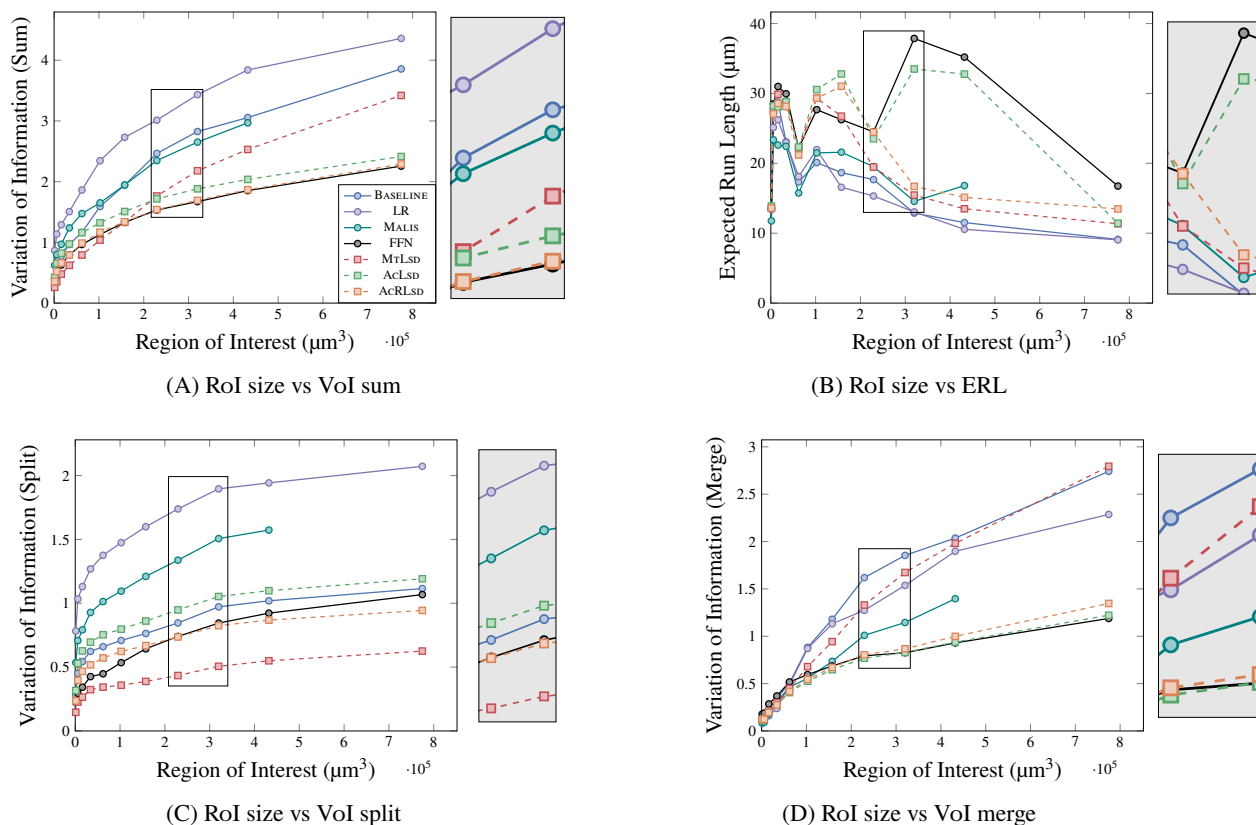 4
3
2
1
0
Variation of Information (Sum)
BASELINE
LR
MALIS
FFN
MTLSD
ACLSD
ACRLSD
0 1 2 3 4 5 6 7 8
Region of Interest (μm³) ·10⁵
(A) RoI size vs VoI sum
40
30
20
10
0
Expected Run Length (μm)
0 1 2 3 4 5 6 7 8
Region of Interest (μm³) ·10⁵
(B) RoI size vs ERL
2
1.5
1
0.5
0
Variation of Information (Split)
0 1 2 3 4 5 6 7 8
Region of Interest (μm³) ·10⁵
(C) RoI size vs VoI split
3
2.5
2
1.5
1
0.5
0
Variation of Information (Merge)
0 1 2 3 4 5 6 7 8
Region of Interest (μm³) ·10⁵
(D) RoI size vs VoI merge